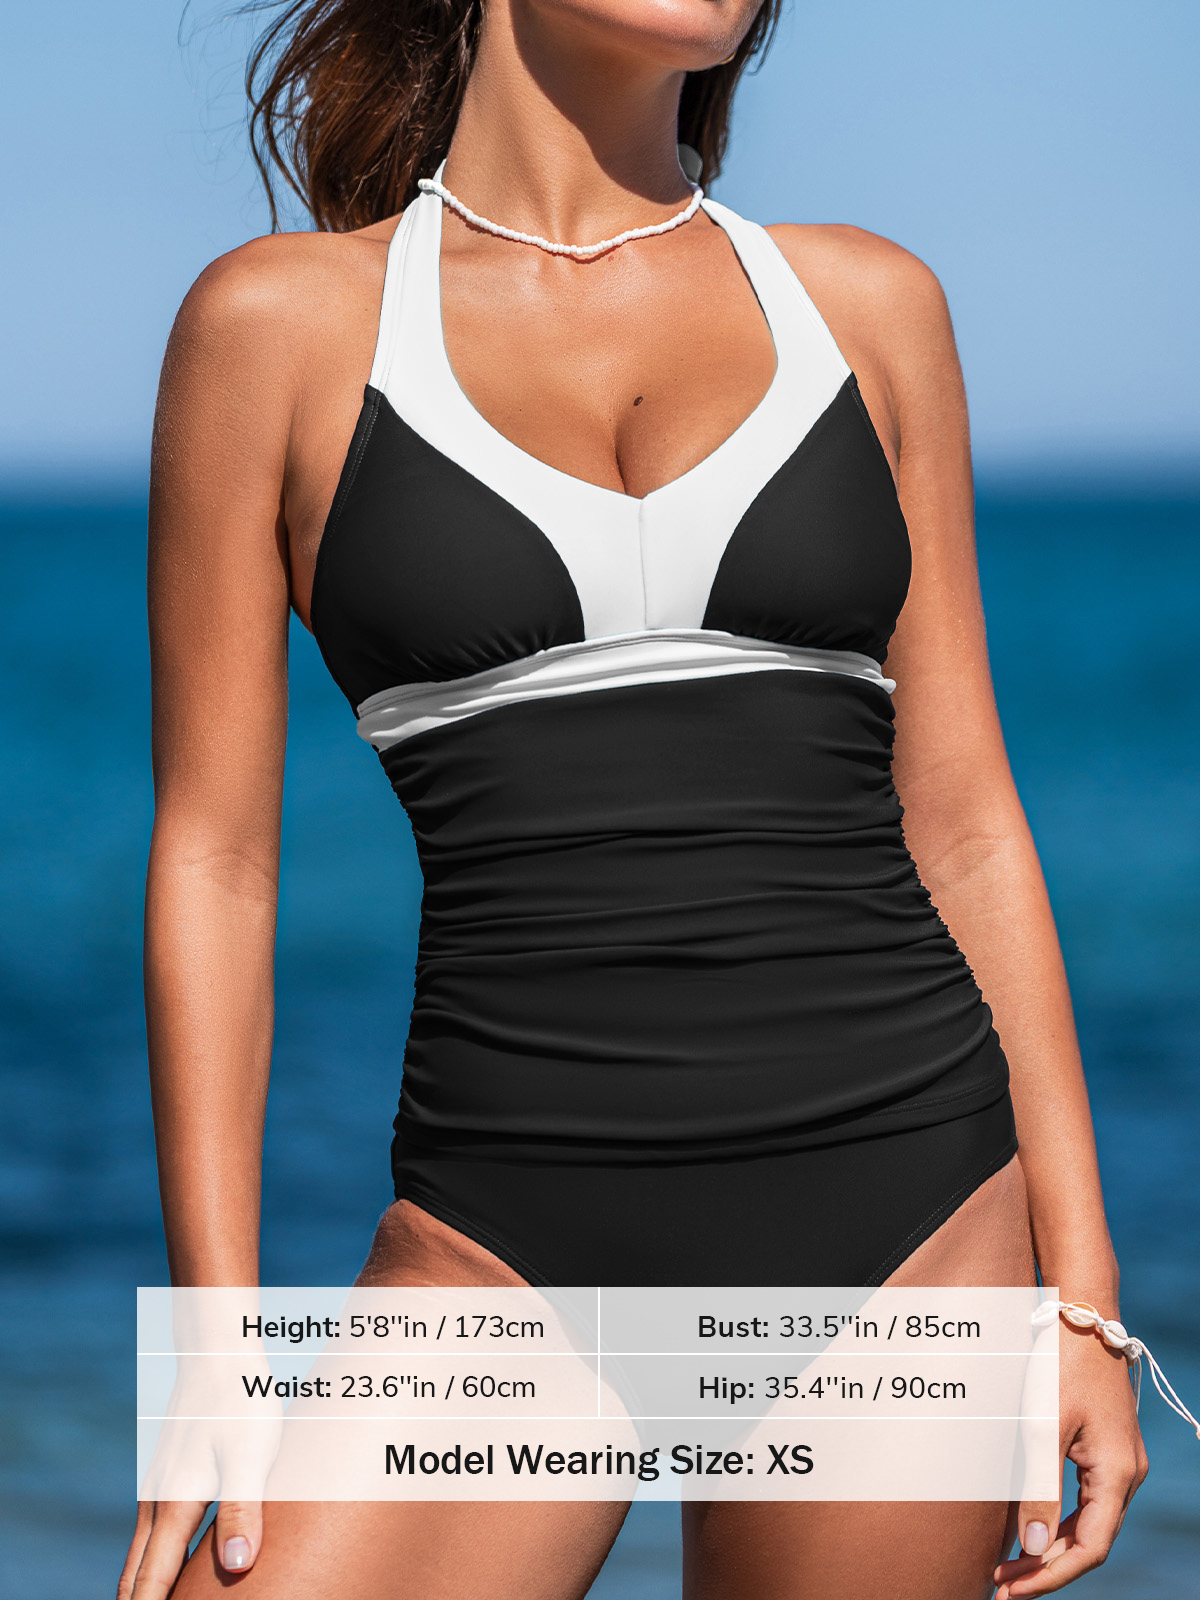 Height: 5'8''in / 173cm
Bust: 33.5''in / 85cm
Waist: 23.6''in / 60cm
Hip: 35.4''in / 90cm
Model Wearing Size: XS